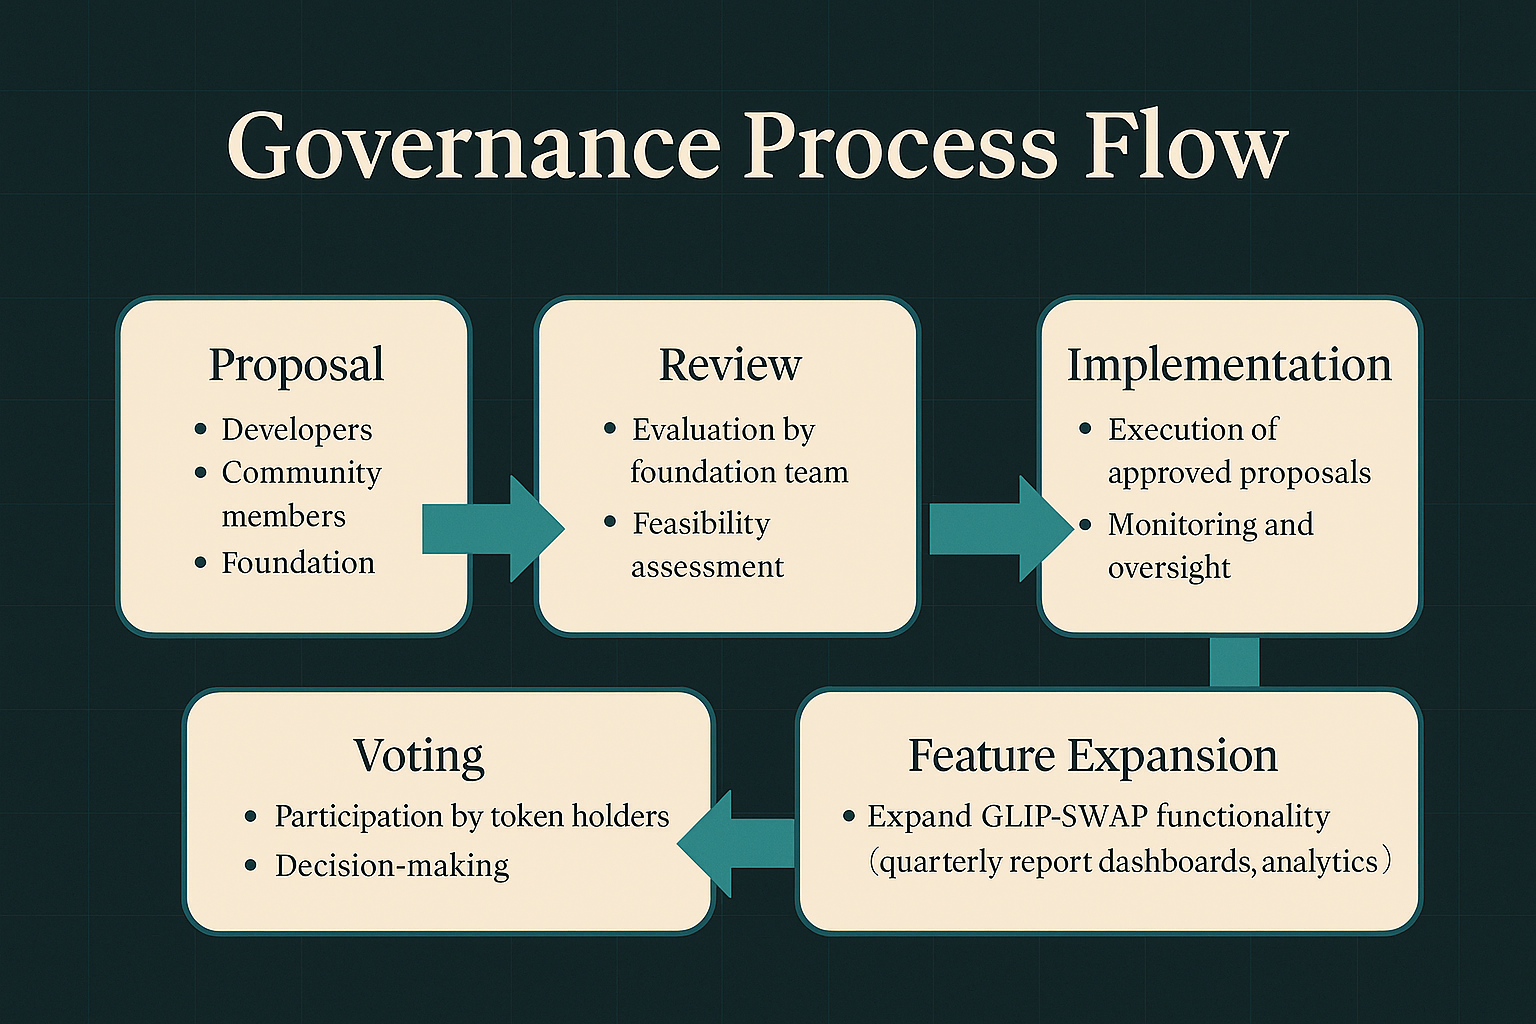 Governance Process Flow
Proposal
• Developers
• Community
members
• Foundation
Review
• Evaluation by
foundation team
• Feasibility
assessment
Implementation
• Execution of
approved proposals
• Monitoring and
oversight
Voting
• Participation by token holders
• Decision-making
Feature Expansion
• Expand GLIP-SWAP functionality
(quarterly report dashboards, analytics)